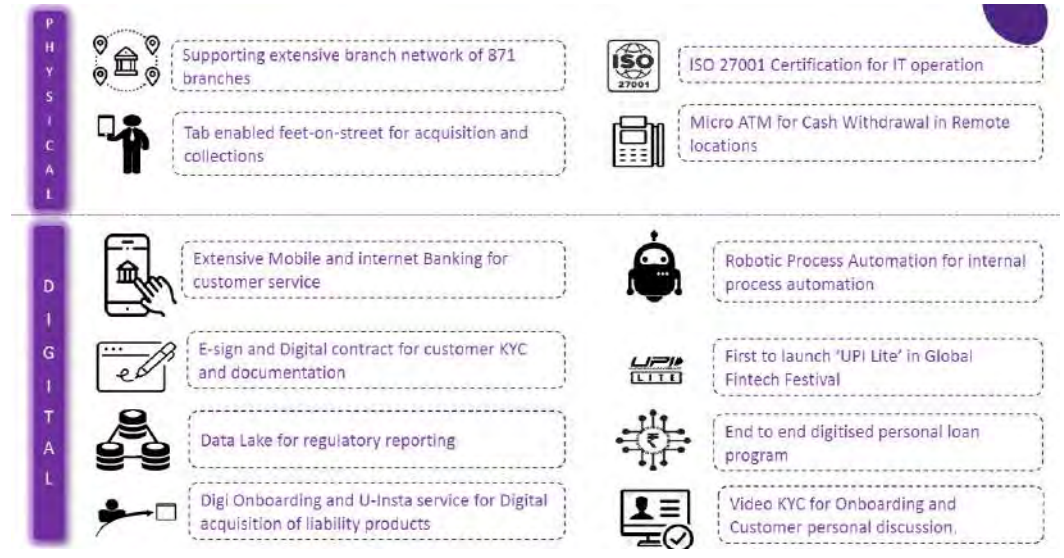 PHYSICAL
Supporting extensive branch network of 871
branches
ISO
27001
ISO 27001 Certification for IT operation
Tab enabled feet-on-street for acquisition and
collections
Micro ATM for Cash Withdrawal in Remote
locations
DIGITAL
Extensive Mobile and internet Banking for
customer service
Robotic Process Automation for internal
process automation
E-sign and Digital contract for customer KYC
and documentation
UPI
LITE
First to launch 'UPI Lite' in Global
Fintech Festival
Data Lake for regulatory reporting
₹
End to end digitised personal loan
program
Digi Onboarding and U-Insta service for Digital
acquisition of liability products
Video KYC for Onboarding and
Customer personal discussion.